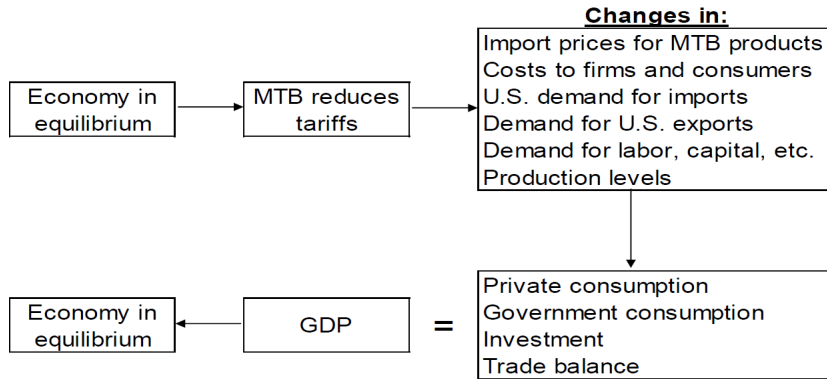 Changes in:
Economy in
equilibrium
MTB reduces
tariffs
Import prices for MTB products
Costs to firms and consumers
U.S. demand for imports
Demand for U.S. exports
Demand for labor, capital, etc.
Production levels
Economy in
equilibrium
GDP
=
Private consumption
Government consumption
Investment
Trade balance